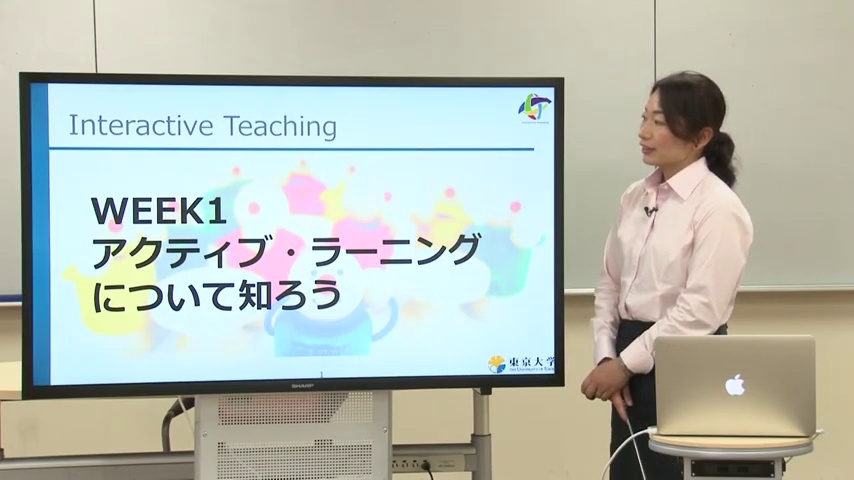 Interactive Teaching
WEEK1
アクティブ・ラーニング
について知ろう
東京大学
SHARP